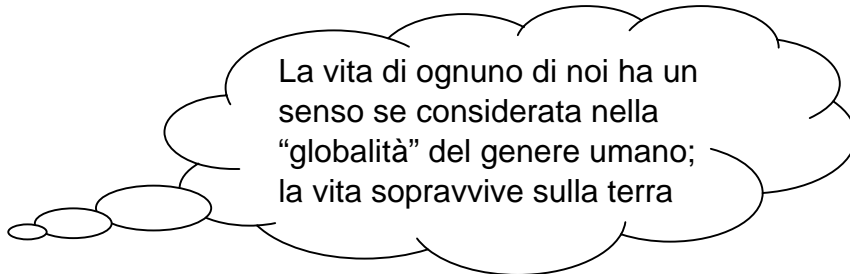 La vita di ognuno di noi ha un
senso se considerata nella
“globalità” del genere umano;
la vita sopravvive sulla terra